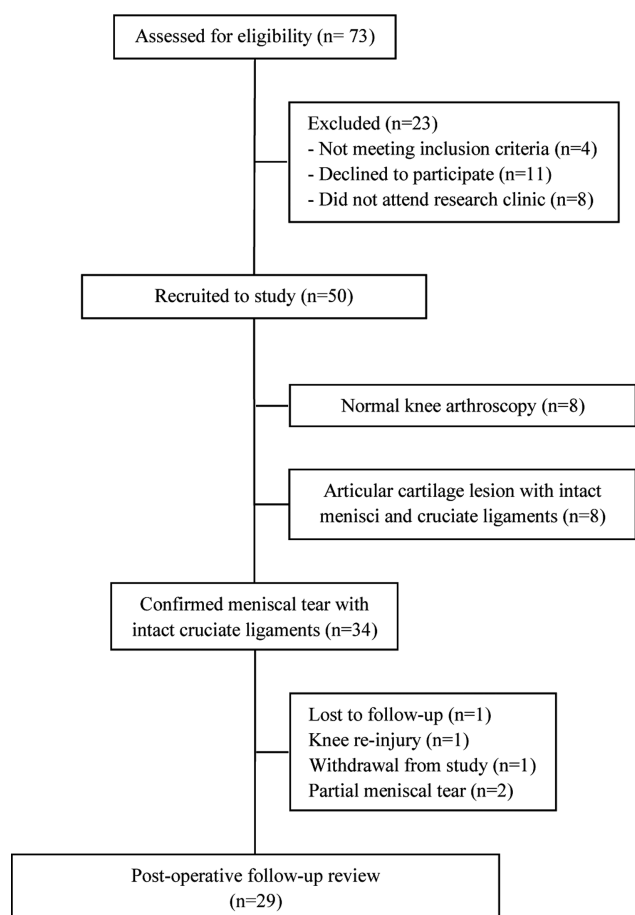 Assessed for eligibility (n= 73)
Excluded (n=23)
- Not meeting inclusion criteria (n=4)
- Declined to participate (n=11)
- Did not attend research clinic (n=8)
Recruited to study (n=50)
Normal knee arthroscopy (n=8)
Articular cartilage lesion with intact
menisci and cruciate ligaments (n=8)
Confirmed meniscal tear with
intact cruciate ligaments (n=34)
Lost to follow-up (n=1)
Knee re-injury (n=1)
Withdrawal from study (n=1)
Partial meniscal tear (n=2)
Post-operative follow-up review
(n=29)